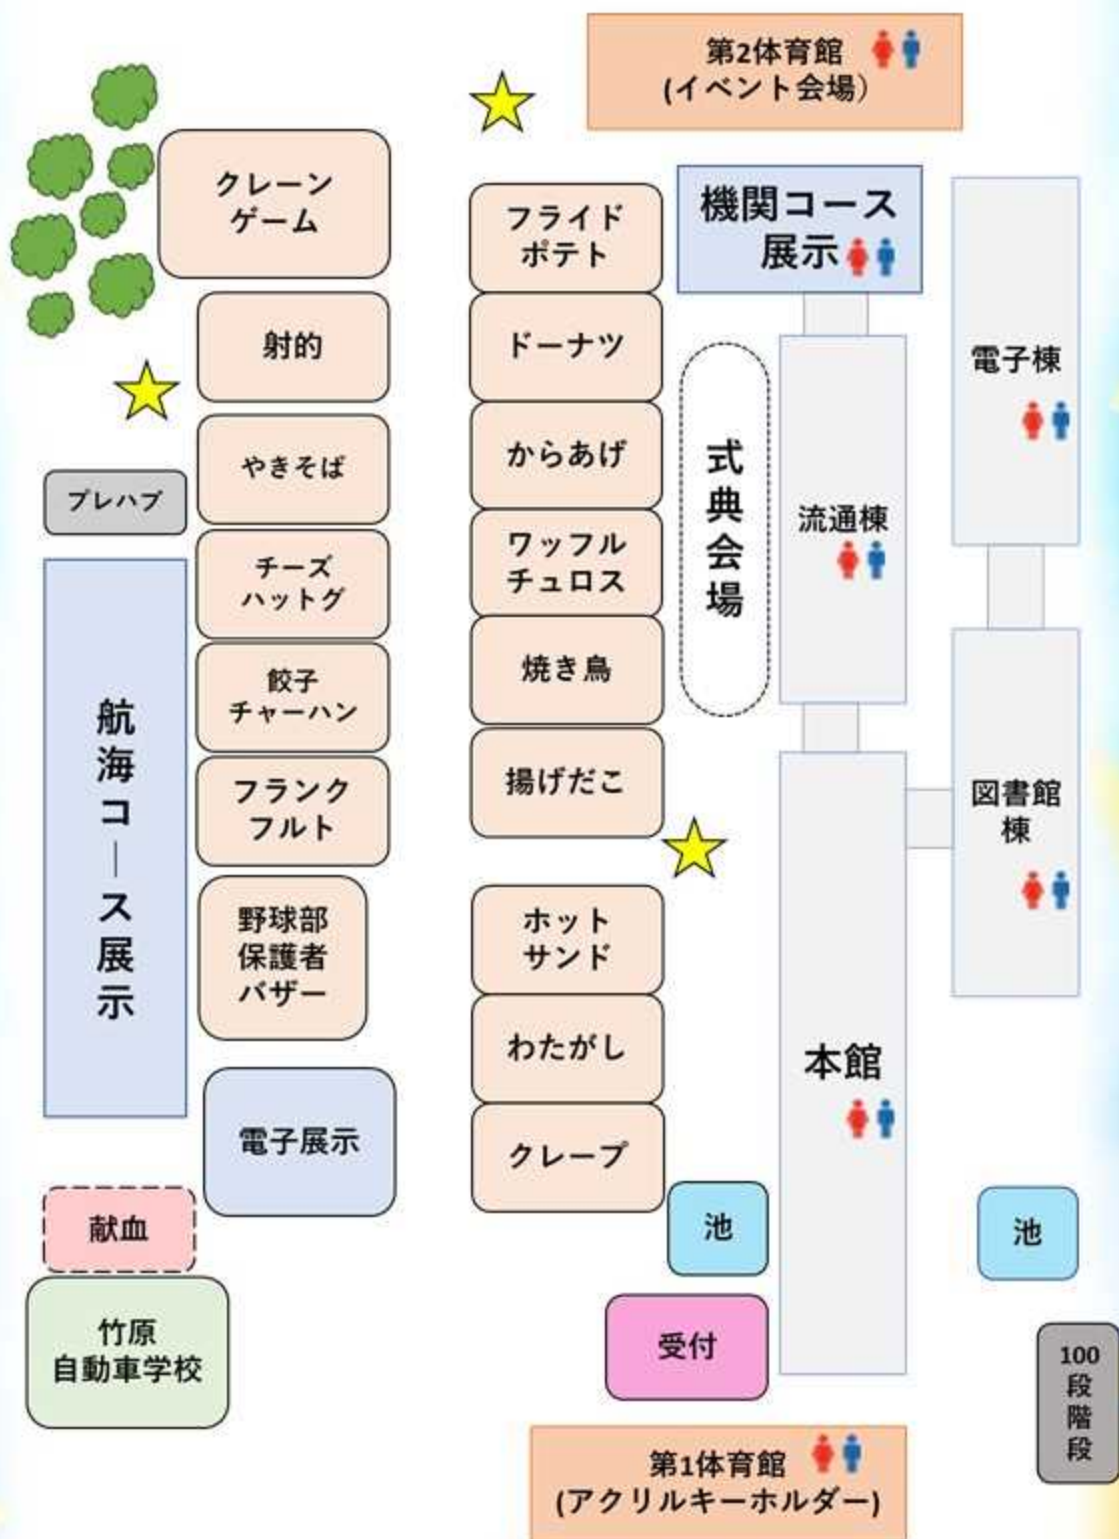 第2体育館
(イベント会場）
クレーン
ゲーム
フライド
ポテト
機関コース
展示
射的
ドーナツ
電子棟
やきそば
からあげ
式典会場
プレハブ
流通棟
チーズ
ハットグ
ワッフル
チュロス
餃子
チャーハン
焼き鳥
航海コース展示
フランク
フルト
揚げだこ
図書館
棟
野球部
保護者
バザー
ホット
サンド
わたがし
本館
電子展示
クレープ
献血
池
池
竹原
自動車学校
受付
100
段
階
段
第1体育館
(アクリルキーホルダー)